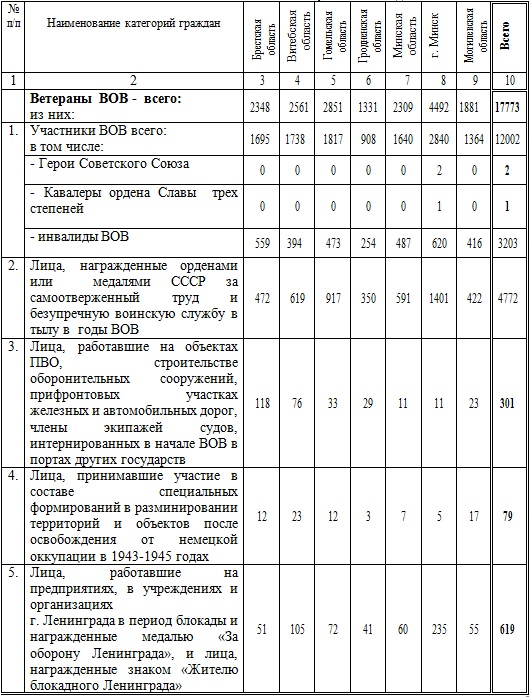 № п/п Наименование категорий граждан Брестская область Витебская область Гомельская область Гродненская область Минская область г. Минск Могилевская область Всего
1 2 3 4 5 6 7 8 9 10
Ветераны ВОВ - всего:
из них: 2348 2561 2851 1331 2309 4492 1881 17773
1. Участники ВОВ всего:
в том числе: 1695 1738 1817 908 1640 2840 1364 12002
- Герои Советского Союза 0 0 0 0 0 2 0 2
- Кавалеры ордена Славы трех
степеней 0 0 0 0 0 1 0 1
- инвалиды ВОВ 559 394 473 254 487 620 416 3203
2. Лица, награжденные орденами
или медалями СССР за
самоотверженный труд и
безупречную воинскую службу в
тылу в годы ВОВ 472 619 917 350 591 1401 422 4772
3. Лица, работавшие на объектах
ПВО, строительстве
оборонительных сооружений,
прифронтовых участках
железных и автомобильных дорог,
члены экипажей судов,
интернированных в начале ВОВ в
портах других государств 118 76 33 29 11 11 23 301
4. Лица, принимавшие участие в
составе специальных
формирований в разминировании
территорий и объектов после
освобождения от немецкой
оккупации в 1943-1945 годах 12 23 12 3 7 5 17 79
5. Лица, работавшие на
предприятиях, в учреждениях и
организациях
г. Ленинграда в период блокады и
награжденные медалью «За
оборону Ленинграда», и лица,
награжденные знаком «Жителю
блокадного Ленинграда» 51 105 72 41 60 235 55 619